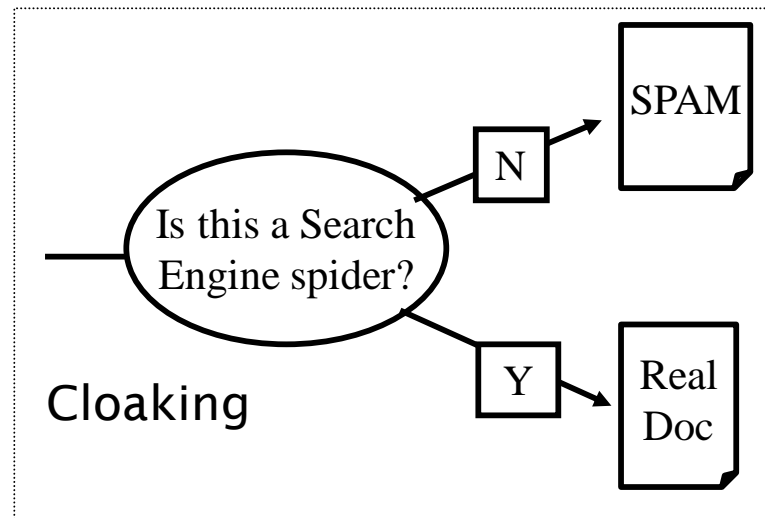 SPAM
N
Is this a Search
Engine spider?
Y
Real
Doc
Cloaking